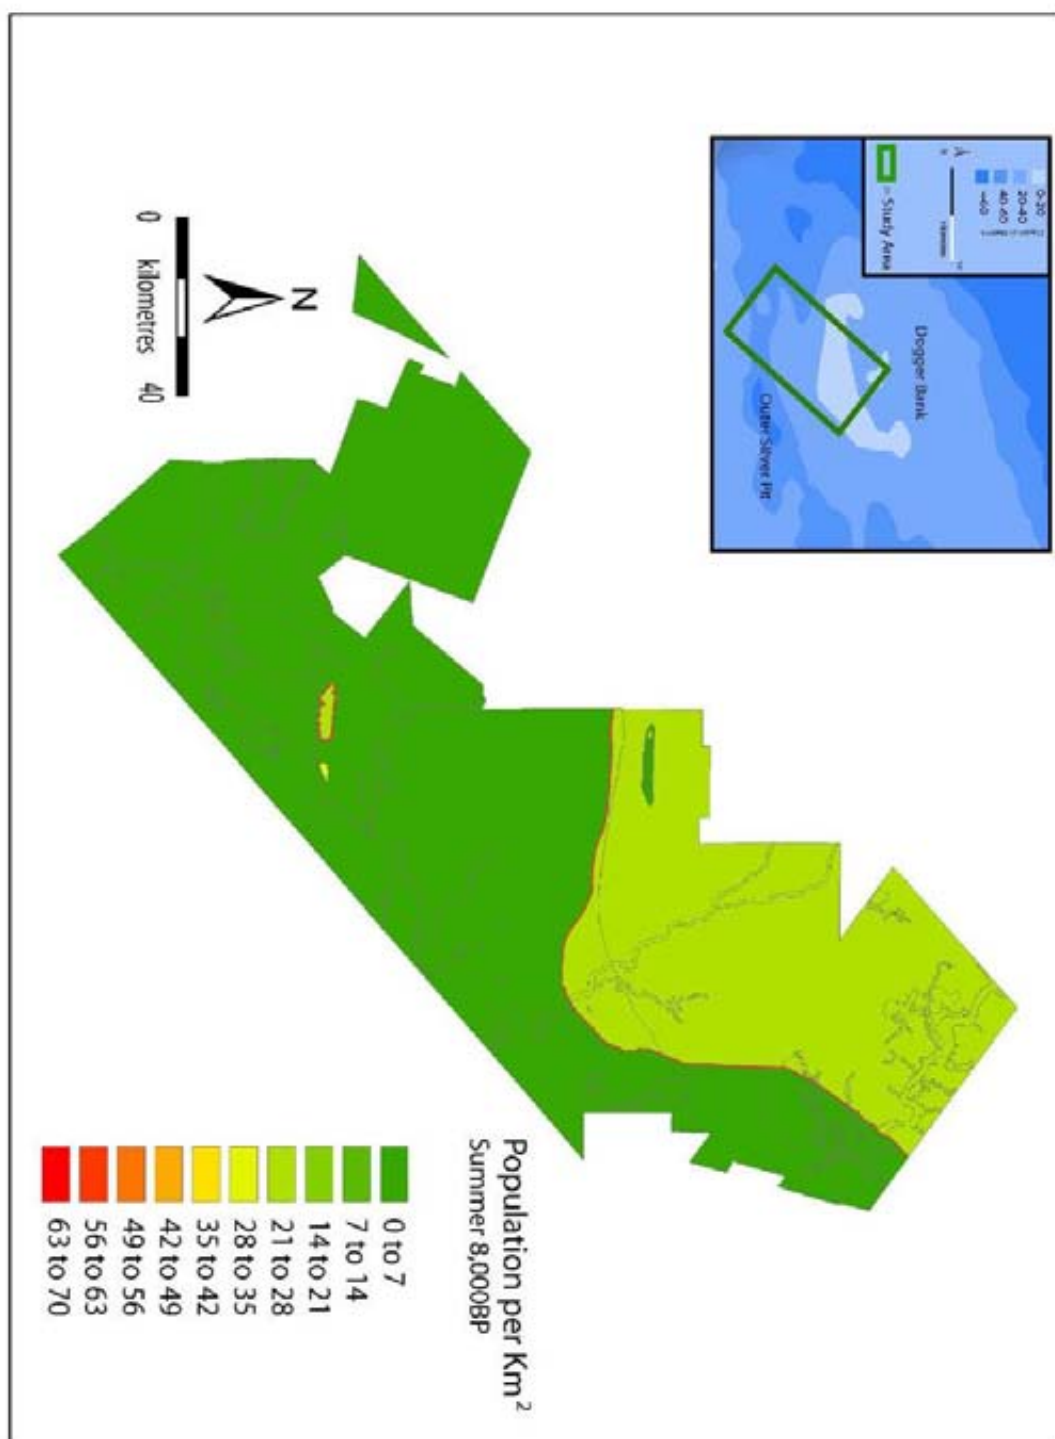 0-20
20-40
40-60
>60
Study Area
Dogger Bank
Outer Silver Pit
N
0 kilometres 40
Population per Km²
Summer 8,000BP
0 to 7
7 to 14
14 to 21
21 to 28
28 to 35
35 to 42
42 to 49
49 to 56
56 to 63
63 to 70